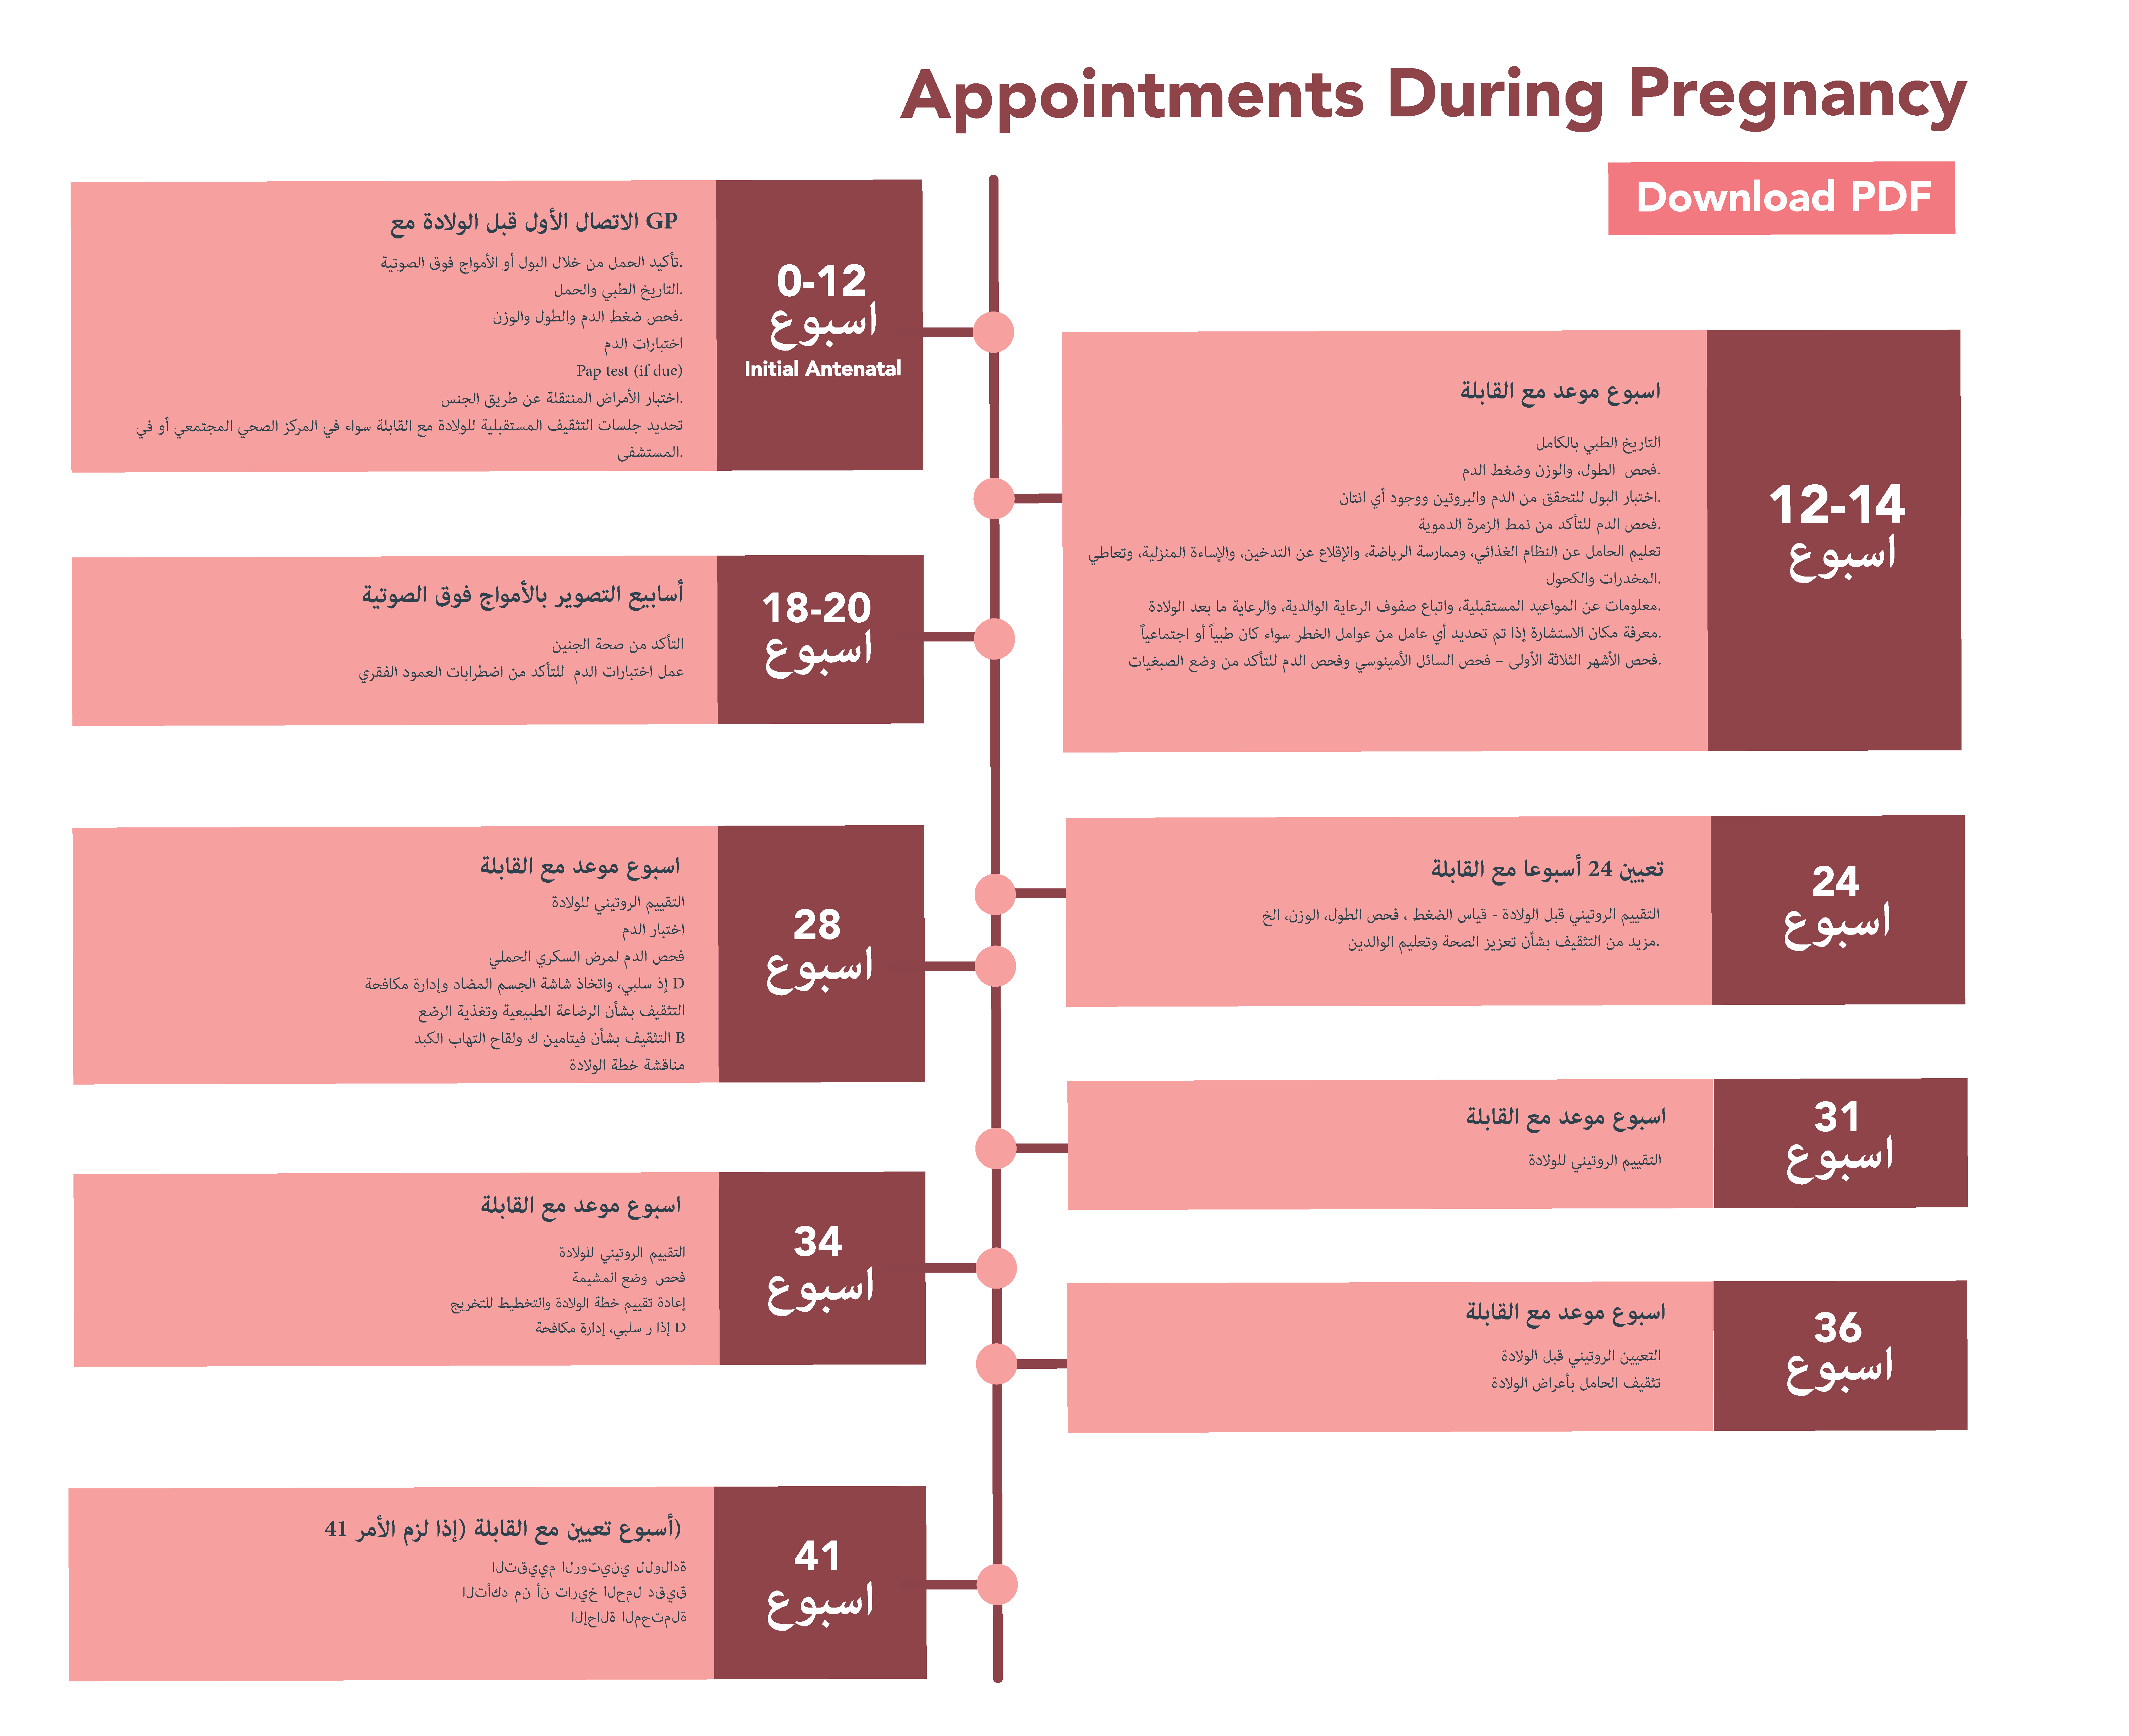 Appointments During Pregnancy
Download PDF
0-12
اسبوع
Initial Antenatal
GP الاتصال الأول قبل الولادة مع
.تأكيد الحمل من خلال البول أو الأمواج فوق الصوتية
.التاريخ الطبي والحمل
.فحص ضغط الدم والطول والوزن
اختبارات الدم
Pap test (if due)
.اختبار الأمراض المنتقلة عن طريق الجنس
تحديد جلسات التثقيف المستقبلية للولادة مع القابلة سواء في المركز الصحي المجتمعي أو في
.المستشفى
12-14
اسبوع
اسبوع موعد مع القابلة
التاريخ الطبي بالكامل
.فحص الطول، والوزن وضغط الدم
.اختبار البول للتحقق من الدم والبروتين ووجود أي انتان
.فحص الدم للتأكد من نمط الزمرة الدموية
تعليم الحامل عن النظام الغذائي، وممارسة الرياضة، والإقلاع عن التدخين، والإساءة المنزلية، وتعاطي
.المخدرات والكحول
.معلومات عن المواعيد المستقبلية، واتباع صفوف الرعاية الوالدية، والرعاية ما بعد الولادة
.معرفة مكان الاستشارة إذا تم تحديد أي عامل من عوامل الخطر سواء كان طبياً أو اجتماعياً
.فحص الأشهر الثلاثة الأولى – فحص السائل الأمينوسي وفحص الدم للتأكد من وضع الصبغيات
18-20
اسبوع
أسابيع التصوير بالأمواج فوق الصوتية
التأكد من صحة الجنين
عمل اختبارات الدم للتأكد من اضطرابات العمود الفقري
24
اسبوع
تعيين 24 أسبوعا مع القابلة
التقييم الروتيني قبل الولادة - قياس الضغط ، فحص الطول، الوزن، الخ
.مزيد من التثقيف بشأن تعزيز الصحة وتعليم الوالدين
28
اسبوع
اسبوع موعد مع القابلة
التقييم الروتيني للولادة
اختبار الدم
فحص الدم لمرض السكري الحملي
D إذ سلبي، واتخاذ شاشة الجسم المضاد وإدارة مكافحة
التثقيف بشأن الرضاعة الطبيعية وتغذية الرضع
B التثقيف بشأن فيتامين ك ولقاح التهاب الكبد
مناقشة خطة الولادة
31
اسبوع
اسبوع موعد مع القابلة
التقييم الروتيني للولادة
34
اسبوع
اسبوع موعد مع القابلة
التقييم الروتيني للولادة
فحص وضع المشيمة
إعادة تقييم خطة الولادة والتخطيط للتخريج
D إذا ر سلبي، إدارة مكافحة
36
اسبوع
اسبوع موعد مع القابلة
التعيين الروتيني قبل الولادة
تثقيف الحامل بأعراض الولادة
41
اسبوع
(أسبوع تعيين مع القابلة (إذا لزم الأمر 41
التقييم الروتيني للولادة
التأكد من أن تاريخ الحمل دقيق
الإحالة المحتملة